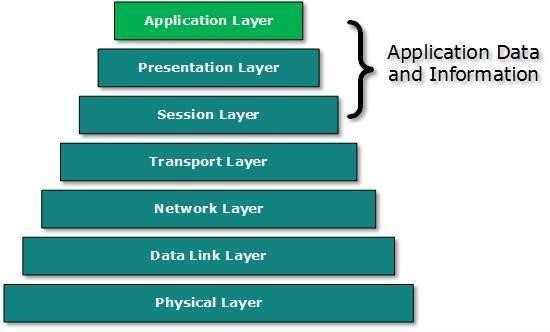 Application Layer
Presentation Layer
Session Layer
Transport Layer
Network Layer
Data Link Layer
Physical Layer
Application Data
and Information